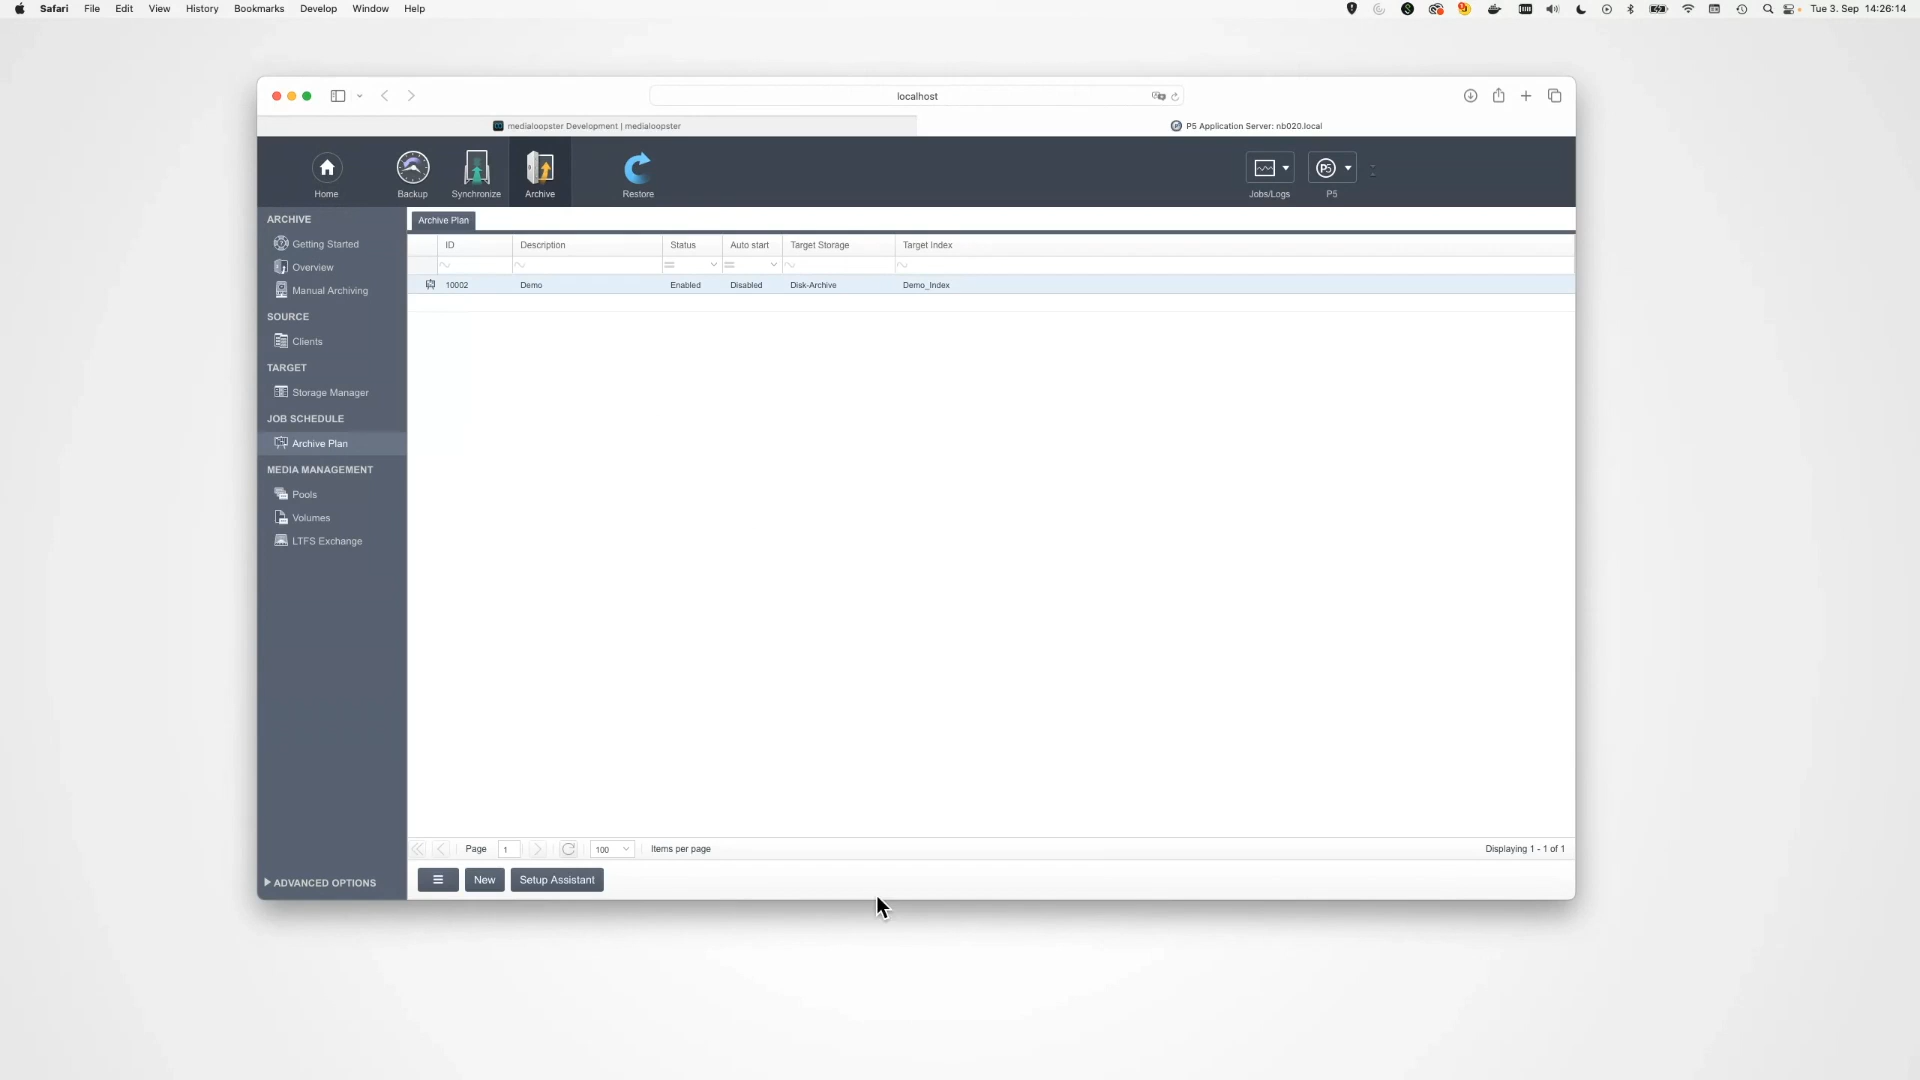 Safari File Edit View History Bookmarks Develop Window Help Tue 3. Sep 14:26:14
localhost
medialoopster Development | medialoopster P5 Application Server: nb020.local
Home Backup Synchronize Archive Restore Jobs/Logs P5
ARCHIVE
Getting Started
Overview
Manual Archiving
SOURCE
Clients
TARGET
Storage Manager
JOB SCHEDULE
Archive Plan
MEDIA MANAGEMENT
Pools
Volumes
LTFS Exchange
ADVANCED OPTIONS
Archive Plan
ID Description Status Auto start Target Storage Target Index
10002 Demo Enabled Disabled Disk-Archive Demo_Index
Page 1 100 Items per page Displaying 1 - 1 of 1
New Setup Assistant